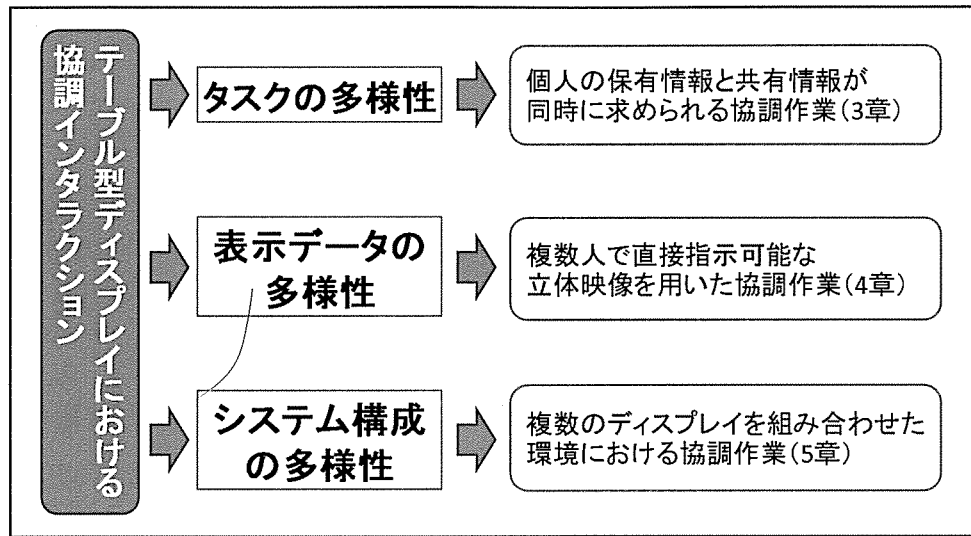 テーブル型ディスプレイにおける
協調インタラクション
タスクの多様性
個人の保有情報と共有情報が
同時に求められる協調作業(3章)
表示データの
多様性
複数人で直接指示可能な
立体映像を用いた協調作業(4章)
システム構成
の多様性
複数のディスプレイを組み合わせた
環境における協調作業(5章)